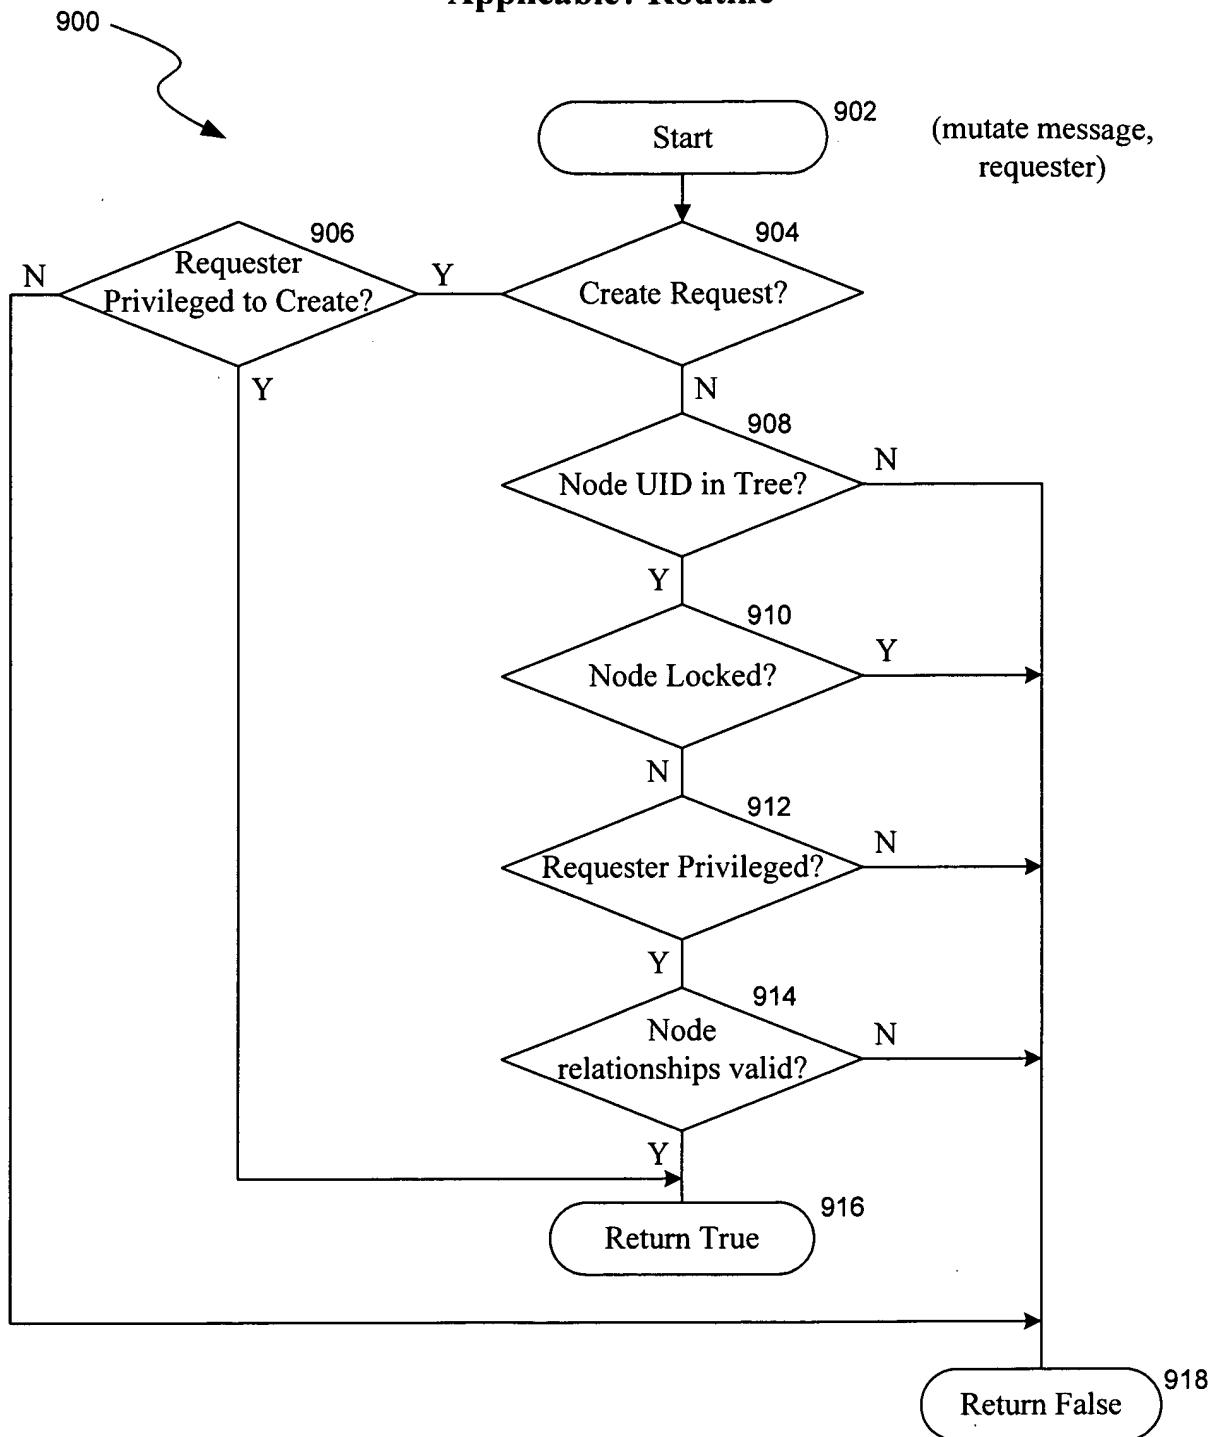 Applicable? Routine
900
Start
902
(mutate message,
requester)
904
Create Request?
Y
N
906
Requester
Privileged to Create?
N
Y
908
Node UID in Tree?
N
Y
910
Node Locked?
Y
N
912
Requester Privileged?
N
Y
914
Node
relationships valid?
N
Y
916
Return True
918
Return False